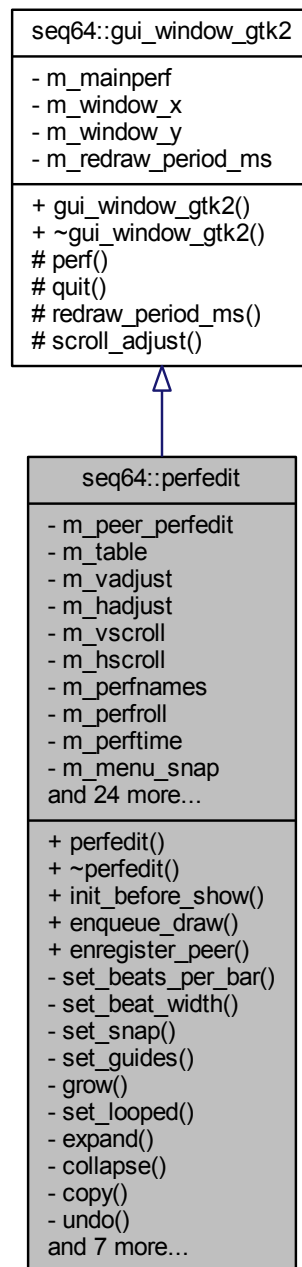 seq64::gui_window_gtk2
- m_mainperf
- m_window_x
- m_window_y
- m_redraw_period_ms
+ gui_window_gtk2()
+ ~gui_window_gtk2()
# perf()
# quit()
# redraw_period_ms()
# scroll_adjust()
seq64::perfedit
- m_peer_perfedit
- m_table
- m_vadjust
- m_hadjust
- m_vscroll
- m_hscroll
- m_perfnames
- m_perfroll
- m_perftime
- m_menu_snap
and 24 more...
+ perfedit()
+ ~perfedit()
+ init_before_show()
+ enqueue_draw()
+ enregister_peer()
- set_beats_per_bar()
- set_beat_width()
- set_snap()
- set_guides()
- grow()
- set_looped()
- expand()
- collapse()
- copy()
- undo()
and 7 more...